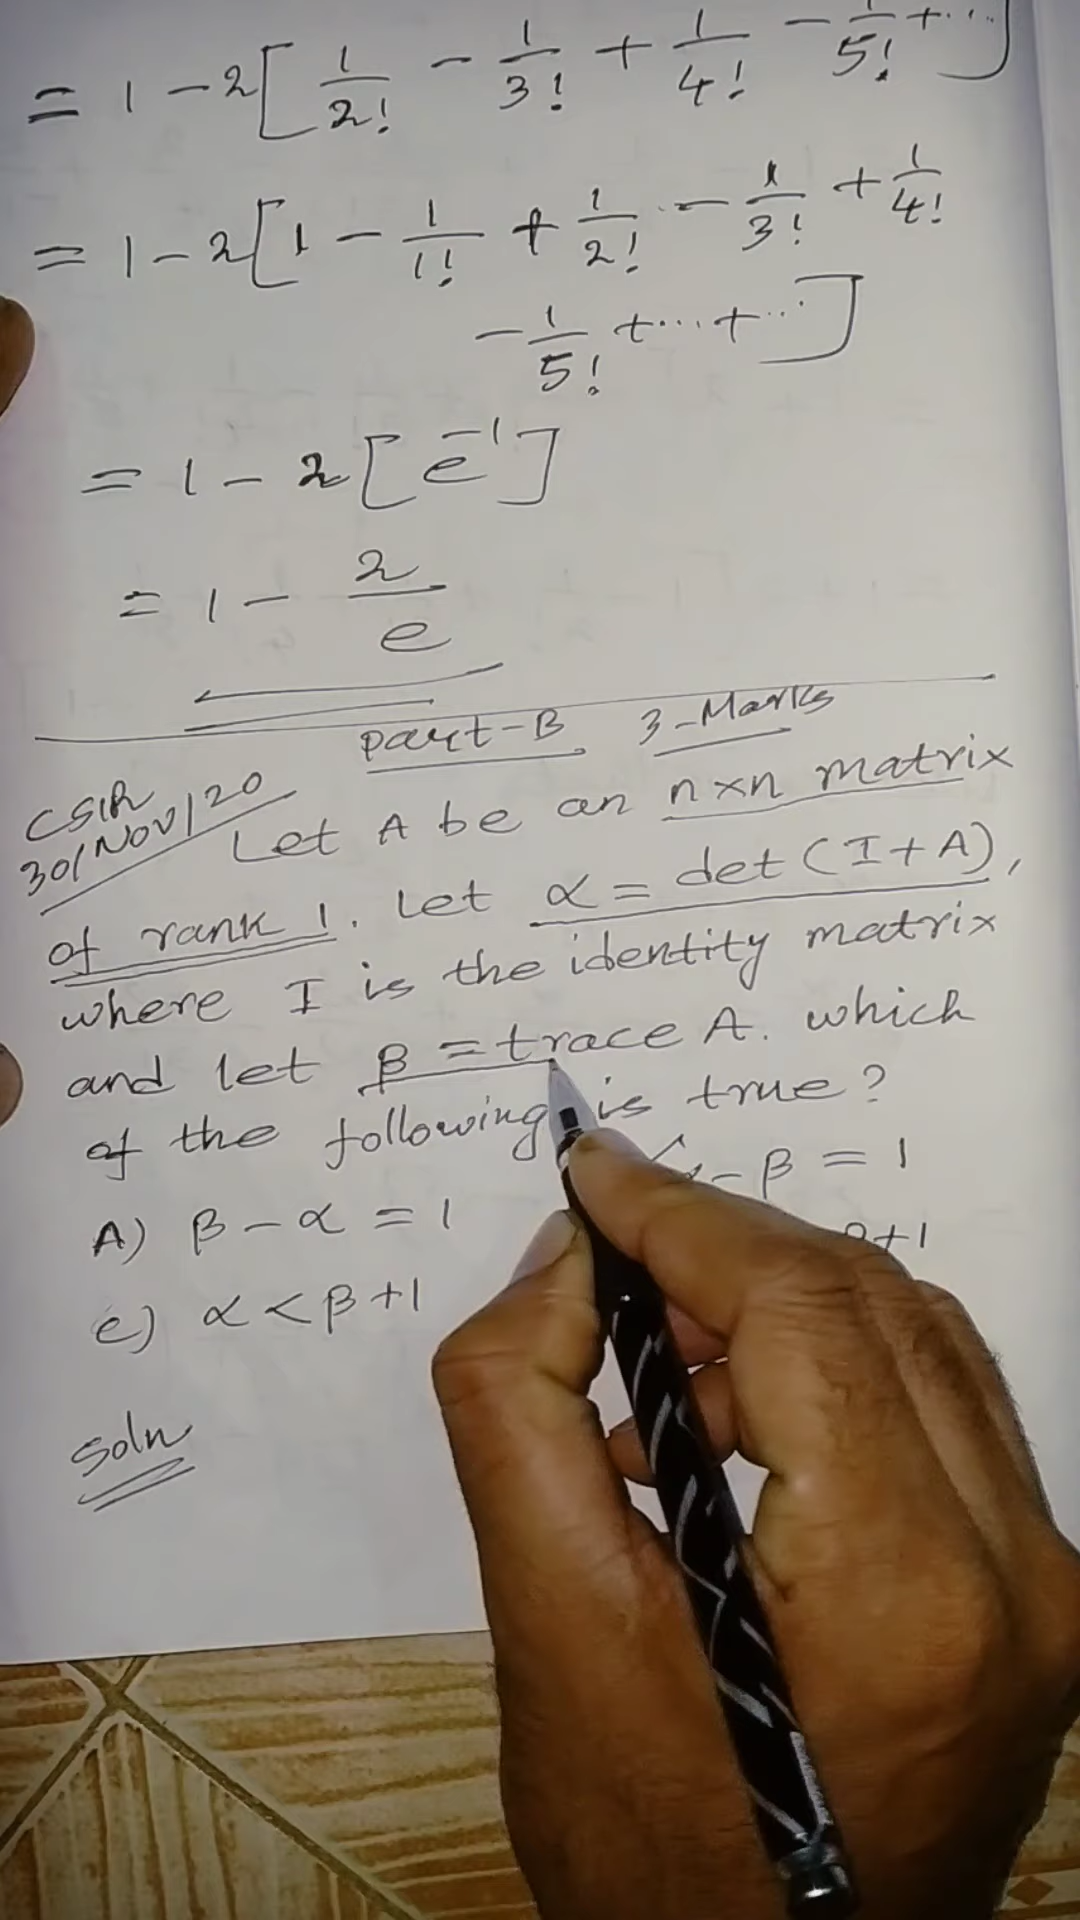 = 1 - 2[1/2! - 1/3! + 1/4! - 1/5! + ...]
= 1 - 2[1 - 1/1! + 1/2! - 1/3! + 1/4!
- 1/5! + ... + ...]
= 1 - 2[e^-1]
= 1 - 2/e
Part-B 3-Marks
CSIR
30/Nov/20
Let A be an n×n matrix
of rank 1. Let α = det(I+A),
where I is the identity matrix
and let β = trace A. which
of the following is true?
A) β - α = 1 - β = 1
β+1
c) α < β+1
Soln